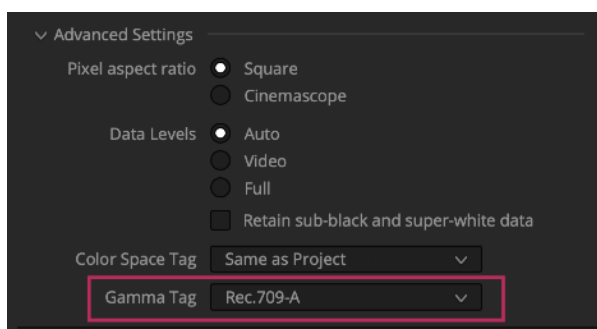 Advanced Settings
Pixel aspect ratio Square
Cinemascope
Data Levels Auto
Video
Full
Retain sub-black and super-white data
Color Space Tag Same as Project
Gamma Tag Rec.709-A